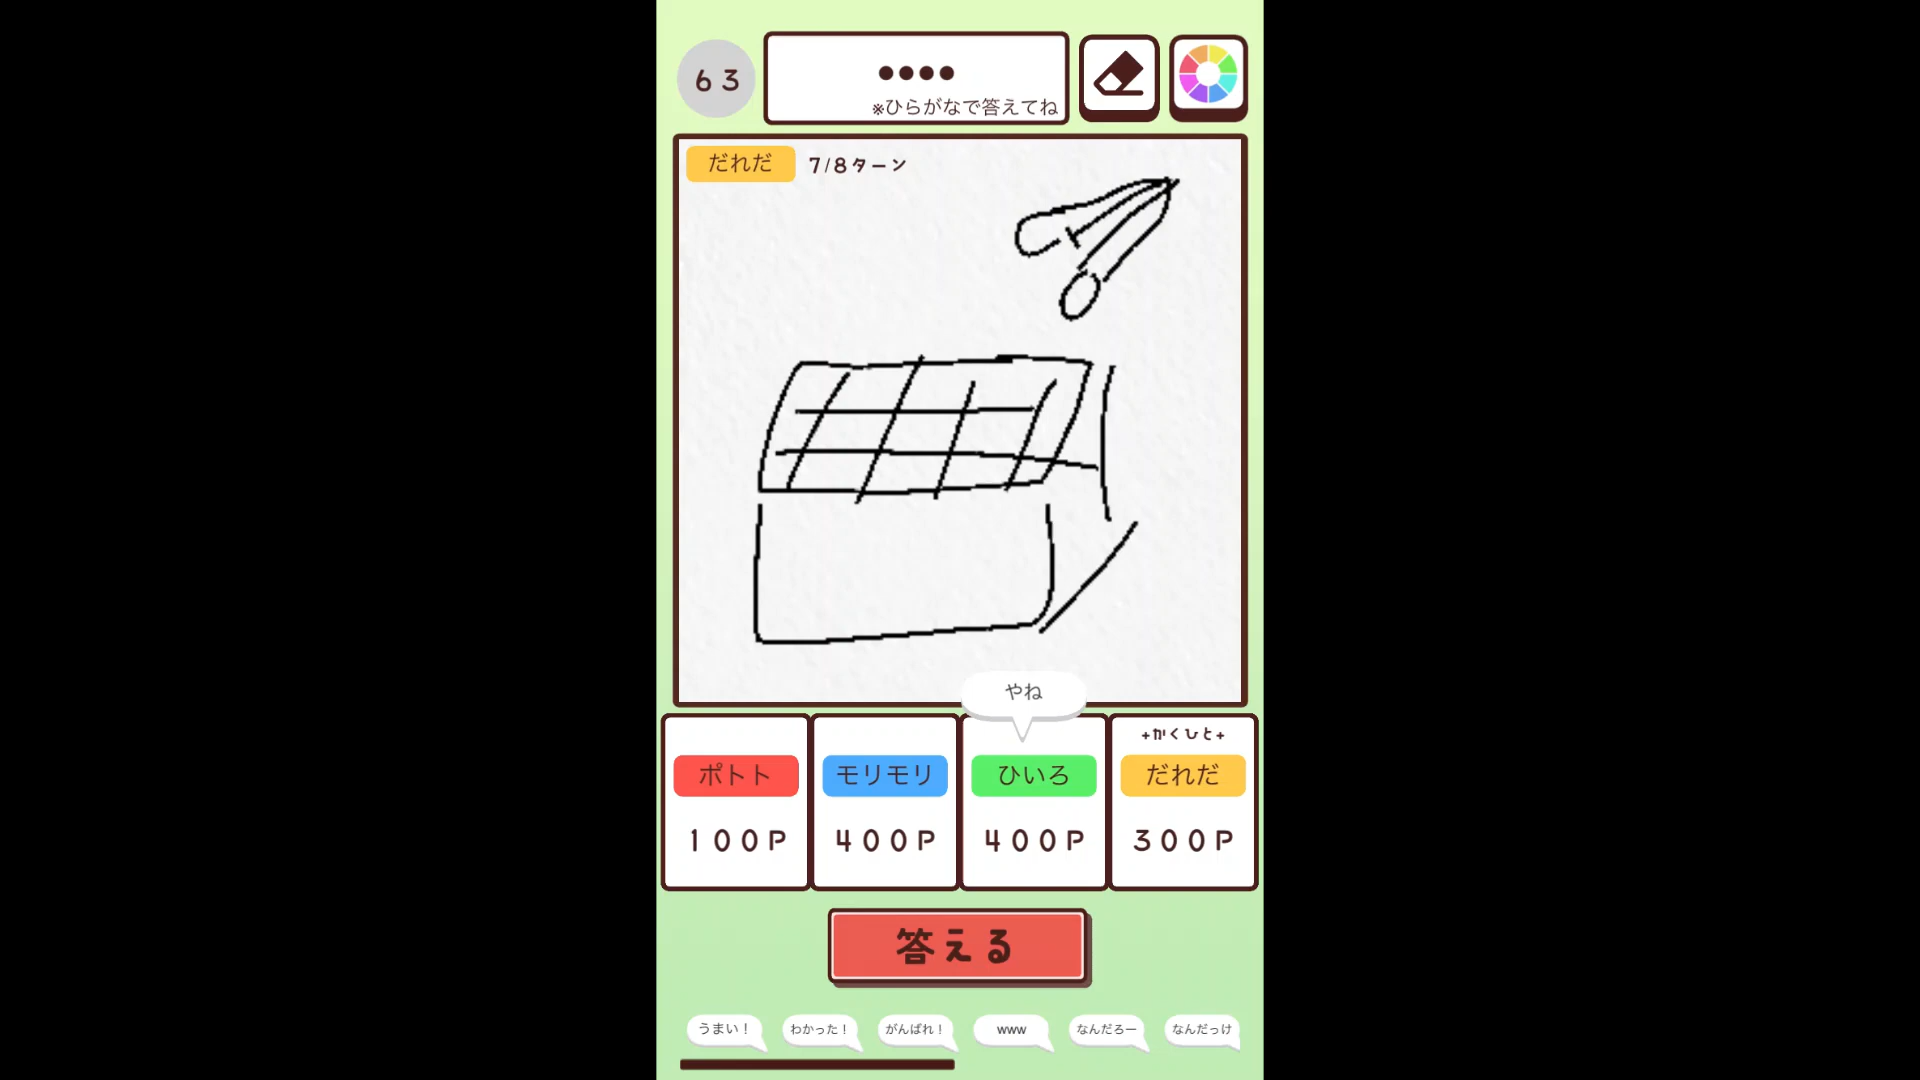 63
●●●●
※ひらがなで答えてね
だれだ 7/8ターン
やね
+かくひと+
ポトト モリモリ ひいろ だれだ
100P 400P 400P 300P
答える
うまい! わかった! がんばれ! www なんだろー なんだっけ